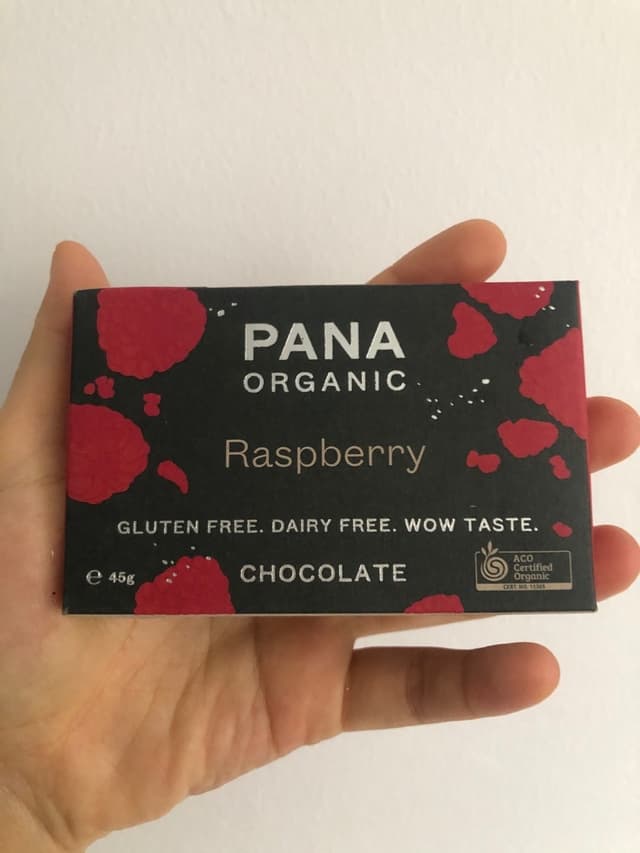 PANA
ORGANIC
Raspberry
GLUTEN FREE. DAIRY FREE. WOW TASTE.
℮ 45g
CHOCOLATE
ACO
Certified
Organic